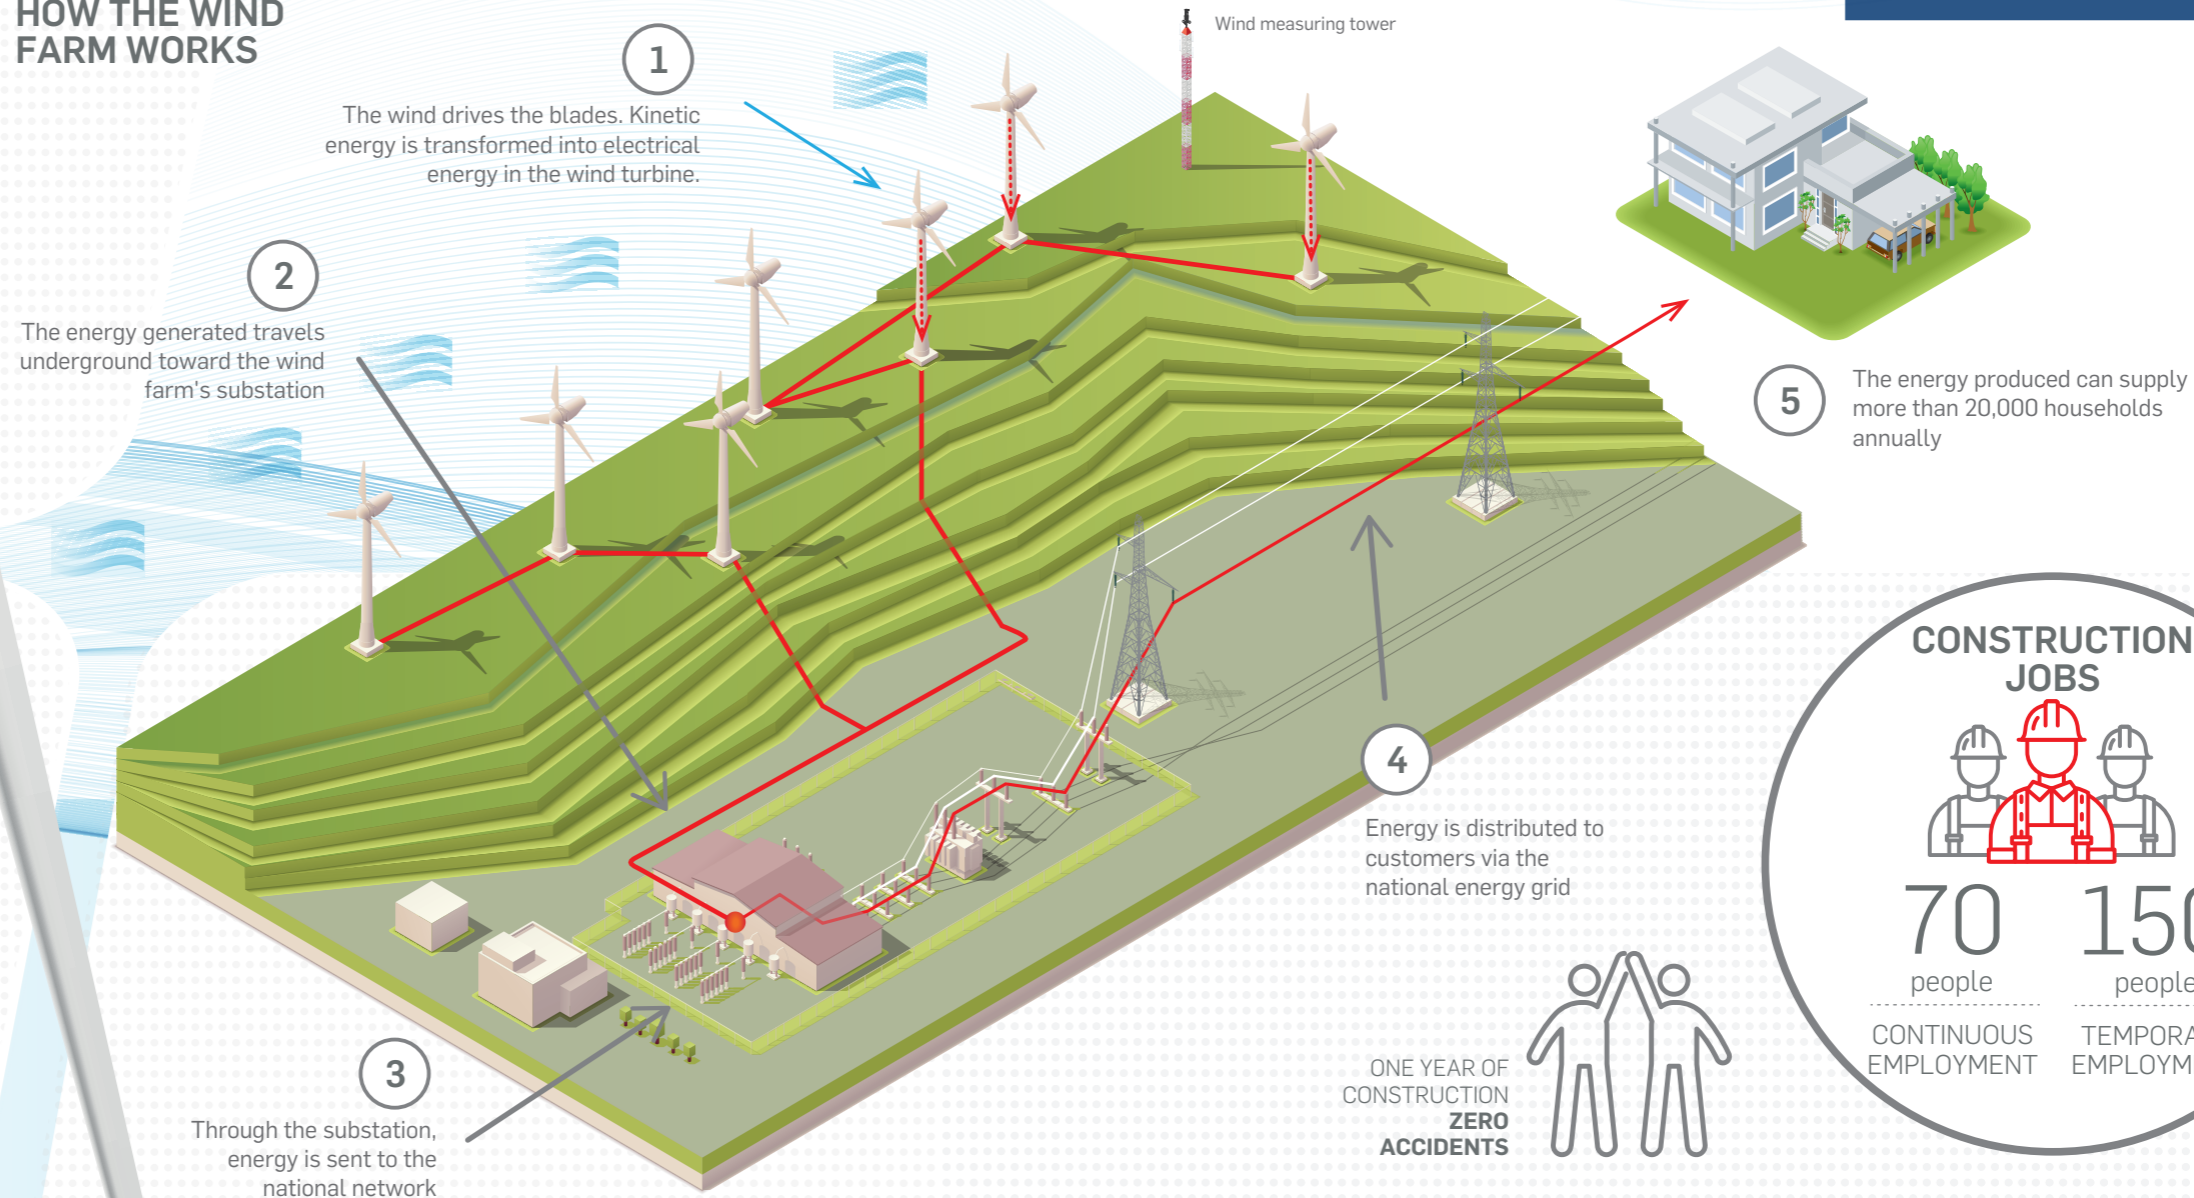 HOW THE WIND
FARM WORKS
Wind measuring tower
1
The wind drives the blades. Kinetic
energy is transformed into electrical
energy in the wind turbine.
2
The energy generated travels
underground toward the wind
farm's substation
5
The energy produced can supply
more than 20,000 households
annually
4
Energy is distributed to
customers via the
national energy grid
3
Through the substation,
energy is sent to the
national network
ONE YEAR OF
CONSTRUCTION
ZERO
ACCIDENTS
CONSTRUCTION
JOBS
70
people
CONTINUOUS
EMPLOYMENT
150
people